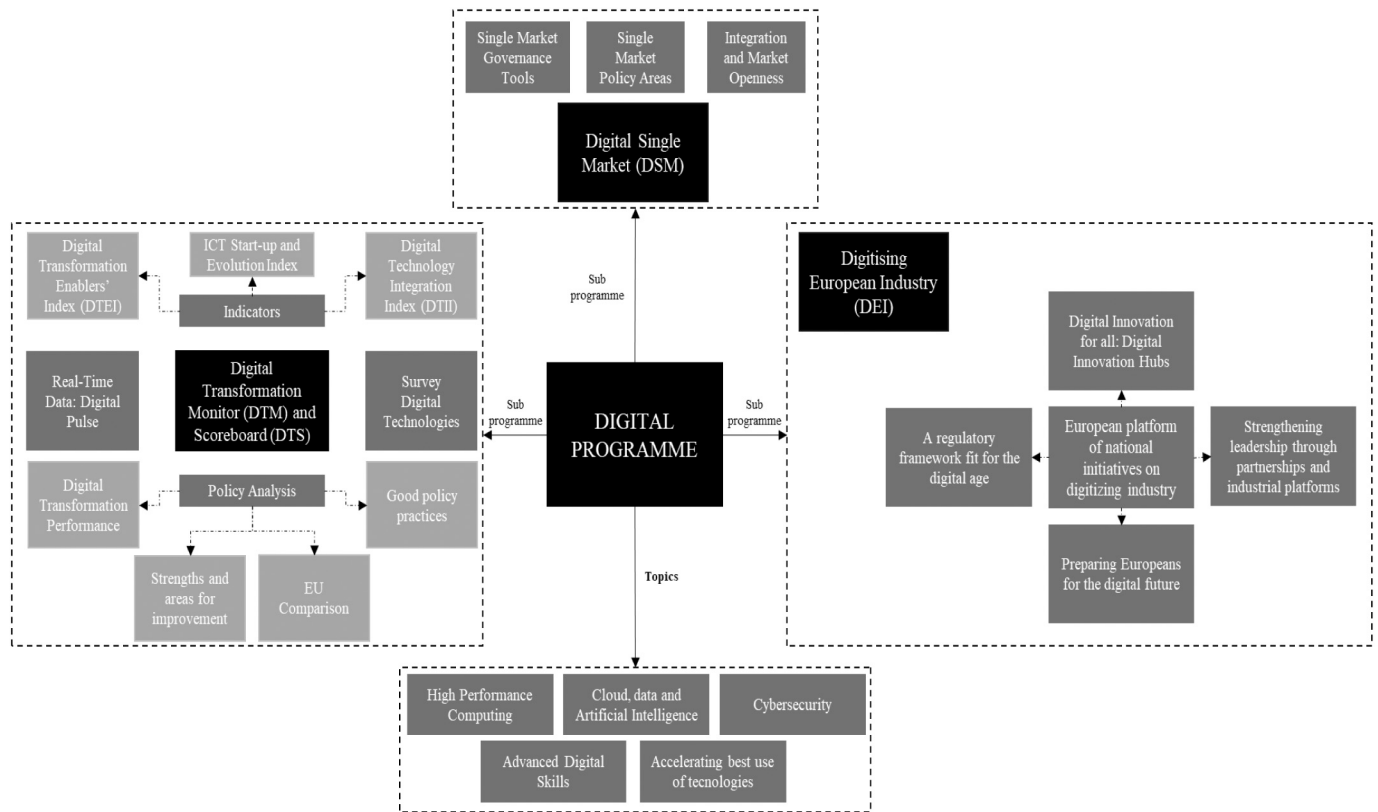 Single Market
Governance
Tools
Single
Market
Policy Areas
Integration
and Market
Openness
Digital Single
Market (DSM)
Sub
programme
Digital
Transformation
Enablers’
Index (DTEI)
ICT Start-up and
Evolution Index
Digital
Technology
Integration
Index (DTII)
Indicators
Real-Time
Data: Digital
Pulse
Digital
Transformation
Monitor (DTM) and
Scoreboard (DTS)
Survey
Digital
Technologies
Digital
Transformation
Performance
Policy Analysis
Good policy
practices
Strengths and
areas for
improvement
EU
Comparison
Sub
programme
DIGITAL
PROGRAMME
Sub
programme
Digitising
European Industry
(DEI)
Digital Innovation
for all: Digital
Innovation Hubs
A regulatory
framework fit for the
digital age
European platform
of national
initiatives on
digitizing industry
Strengthening
leadership through
partnerships and
industrial platforms
Preparing Europeans
for the digital future
Topics
High Performance
Computing
Cloud, data and
Artificial Intelligence
Cybersecurity
Advanced Digital
Skills
Accelerating best use
of tecnologies